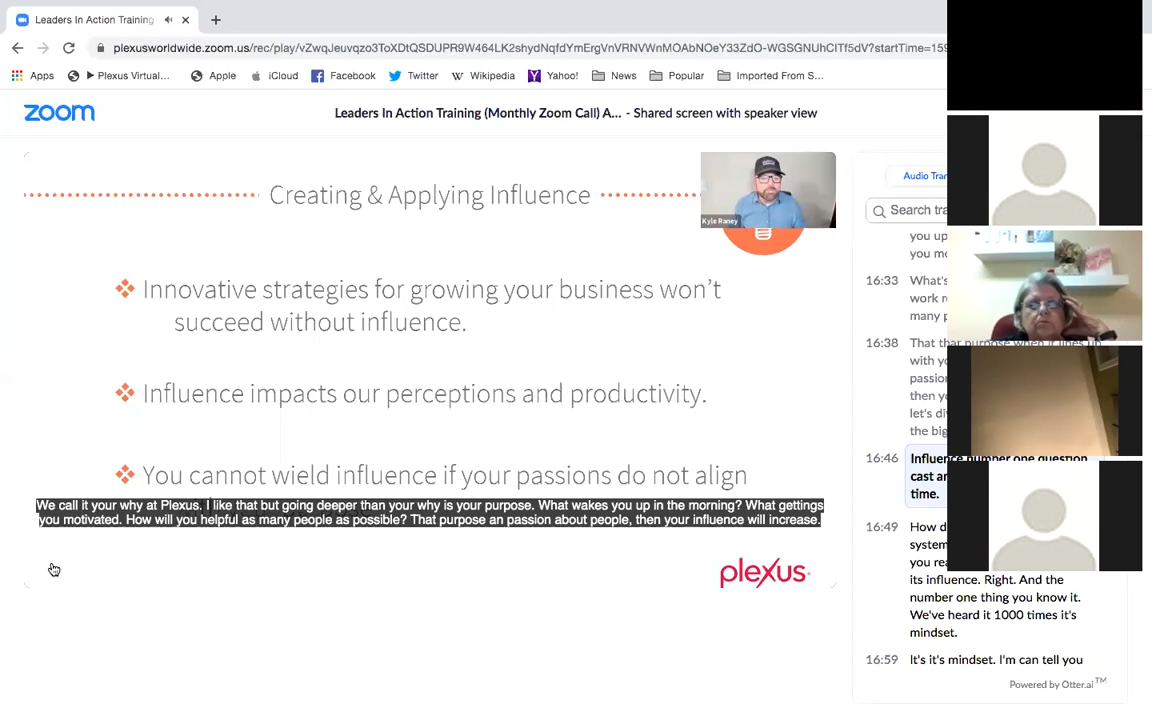 Leaders In Action Training
plexusworldwide.zoom.us/rec/play/vZwqJeuvqzo3ToXDtQSDUPR9W464LK2shydNqfdYmErgVnVRNVWnMOAbNOeY33ZdO-WGSGNUhCITf5dV?startTime=159
Apps
Plexus Virtual...
Apple
iCloud
Facebook
Twitter
Wikipedia
Yahoo!
News
Popular
Imported From S...
zoom
Leaders In Action Training (Monthly Zoom Call) A... - Shared screen with speaker view
Creating & Applying Influence
Kyle Raney
Innovative strategies for growing your business won't
succeed without influence.
Influence impacts our perceptions and productivity.
You cannot wield influence if your passions do not align
We call it your why at Plexus, I like that but going deeper than your why is your purpose. What wakes you up in the morning? What gettings
you motivated. How will you helpful as many people as possible? That purpose an passion about people, then your influence will increase.
plexus
Audio Tran
Search tra
you up
you mo
16:33 What's
work r
many p
16:38 That that purpose when it lines up
with yo
passion
then yo
let's di
the big
16:46 Influence number one question
cast an
time.
16:49 How d
system
you rea
its influence. Right. And the
number one thing you know it.
We've heard it 1000 times it's
mindset.
16:59 It's it's mindset. I'm can tell you
Powered by Otter.ai TM